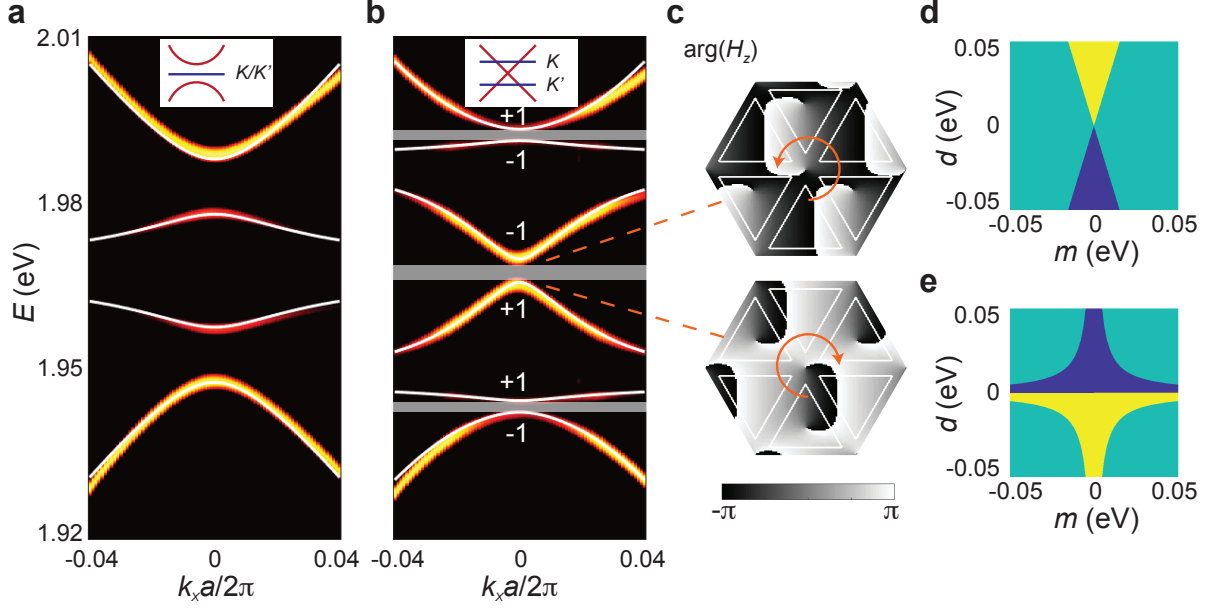 a
2.01
1.98
1.95
1.92
E (eV)
K/K'
-0.04
0
0.04
kₓa/2π
b
K
K'
+1
-1
-1
+1
+1
-1
-0.04
0
0.04
kₓa/2π
c
arg(H_z)
-π
π
d
0.05
0
-0.05
d (eV)
-0.05
0
0.05
m (eV)
e
0.05
0
-0.05
d (eV)
-0.05
0
0.05
m (eV)